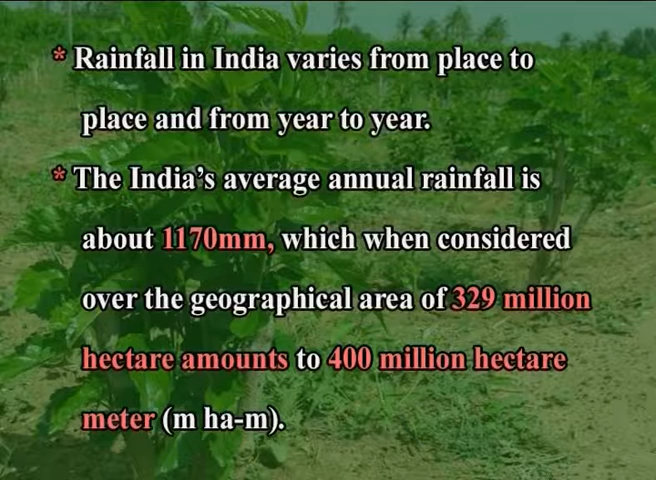 * Rainfall in India varies from place to
place and from year to year.
* The India's average annual rainfall is
about 1170mm, which when considered
over the geographical area of 329 million
hectare amounts to 400 million hectare
meter (m ha-m).